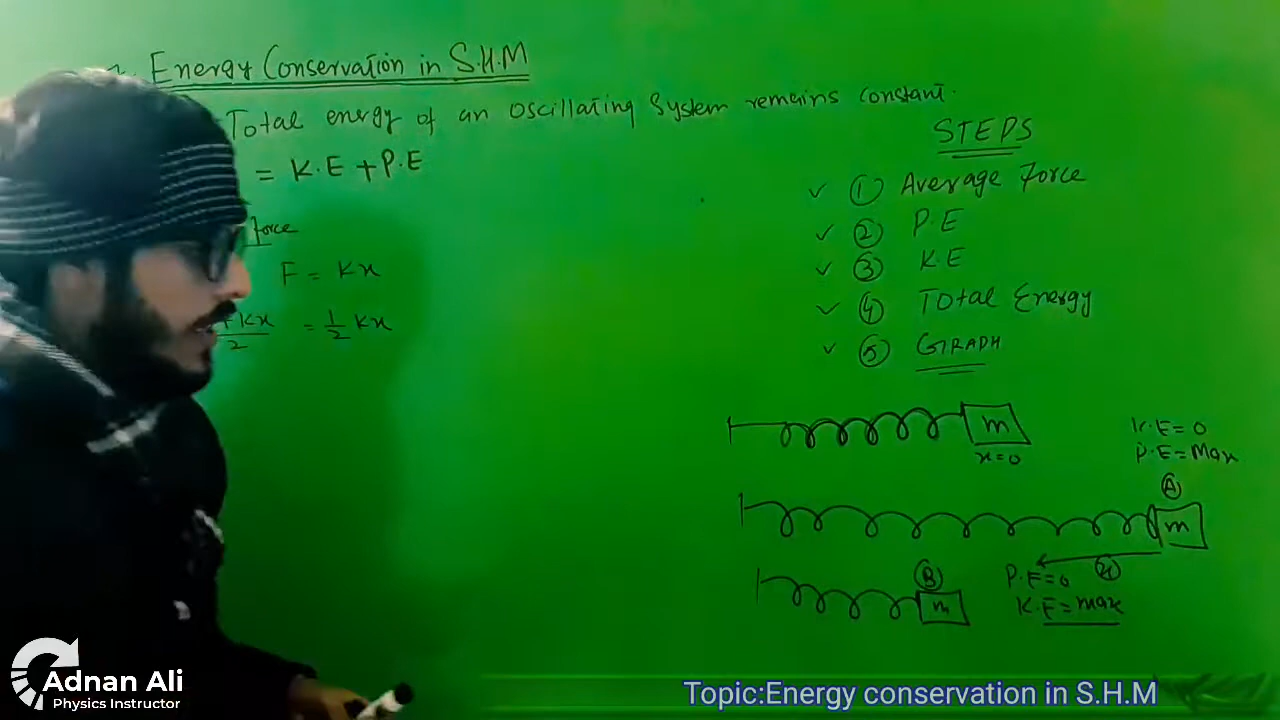 Energy Conservation in S.H.M
Total energy of an oscillating system remains constant.
= K.E + P.E
Force
F = Kx
+ Kx / 2 = 1/2 Kx
STEPS
✓ ① Average Force
✓ ② P.E
✓ ③ K.E
✓ ④ Total Energy
✓ ⑤ GRAPH
m
x=0
K.E = 0
P.E = Max
Ⓐ
m
x
Ⓑ
m
P.E = 0
K.E = max
Adnan Ali
Physics Instructor
Topic:Energy conservation in S.H.M